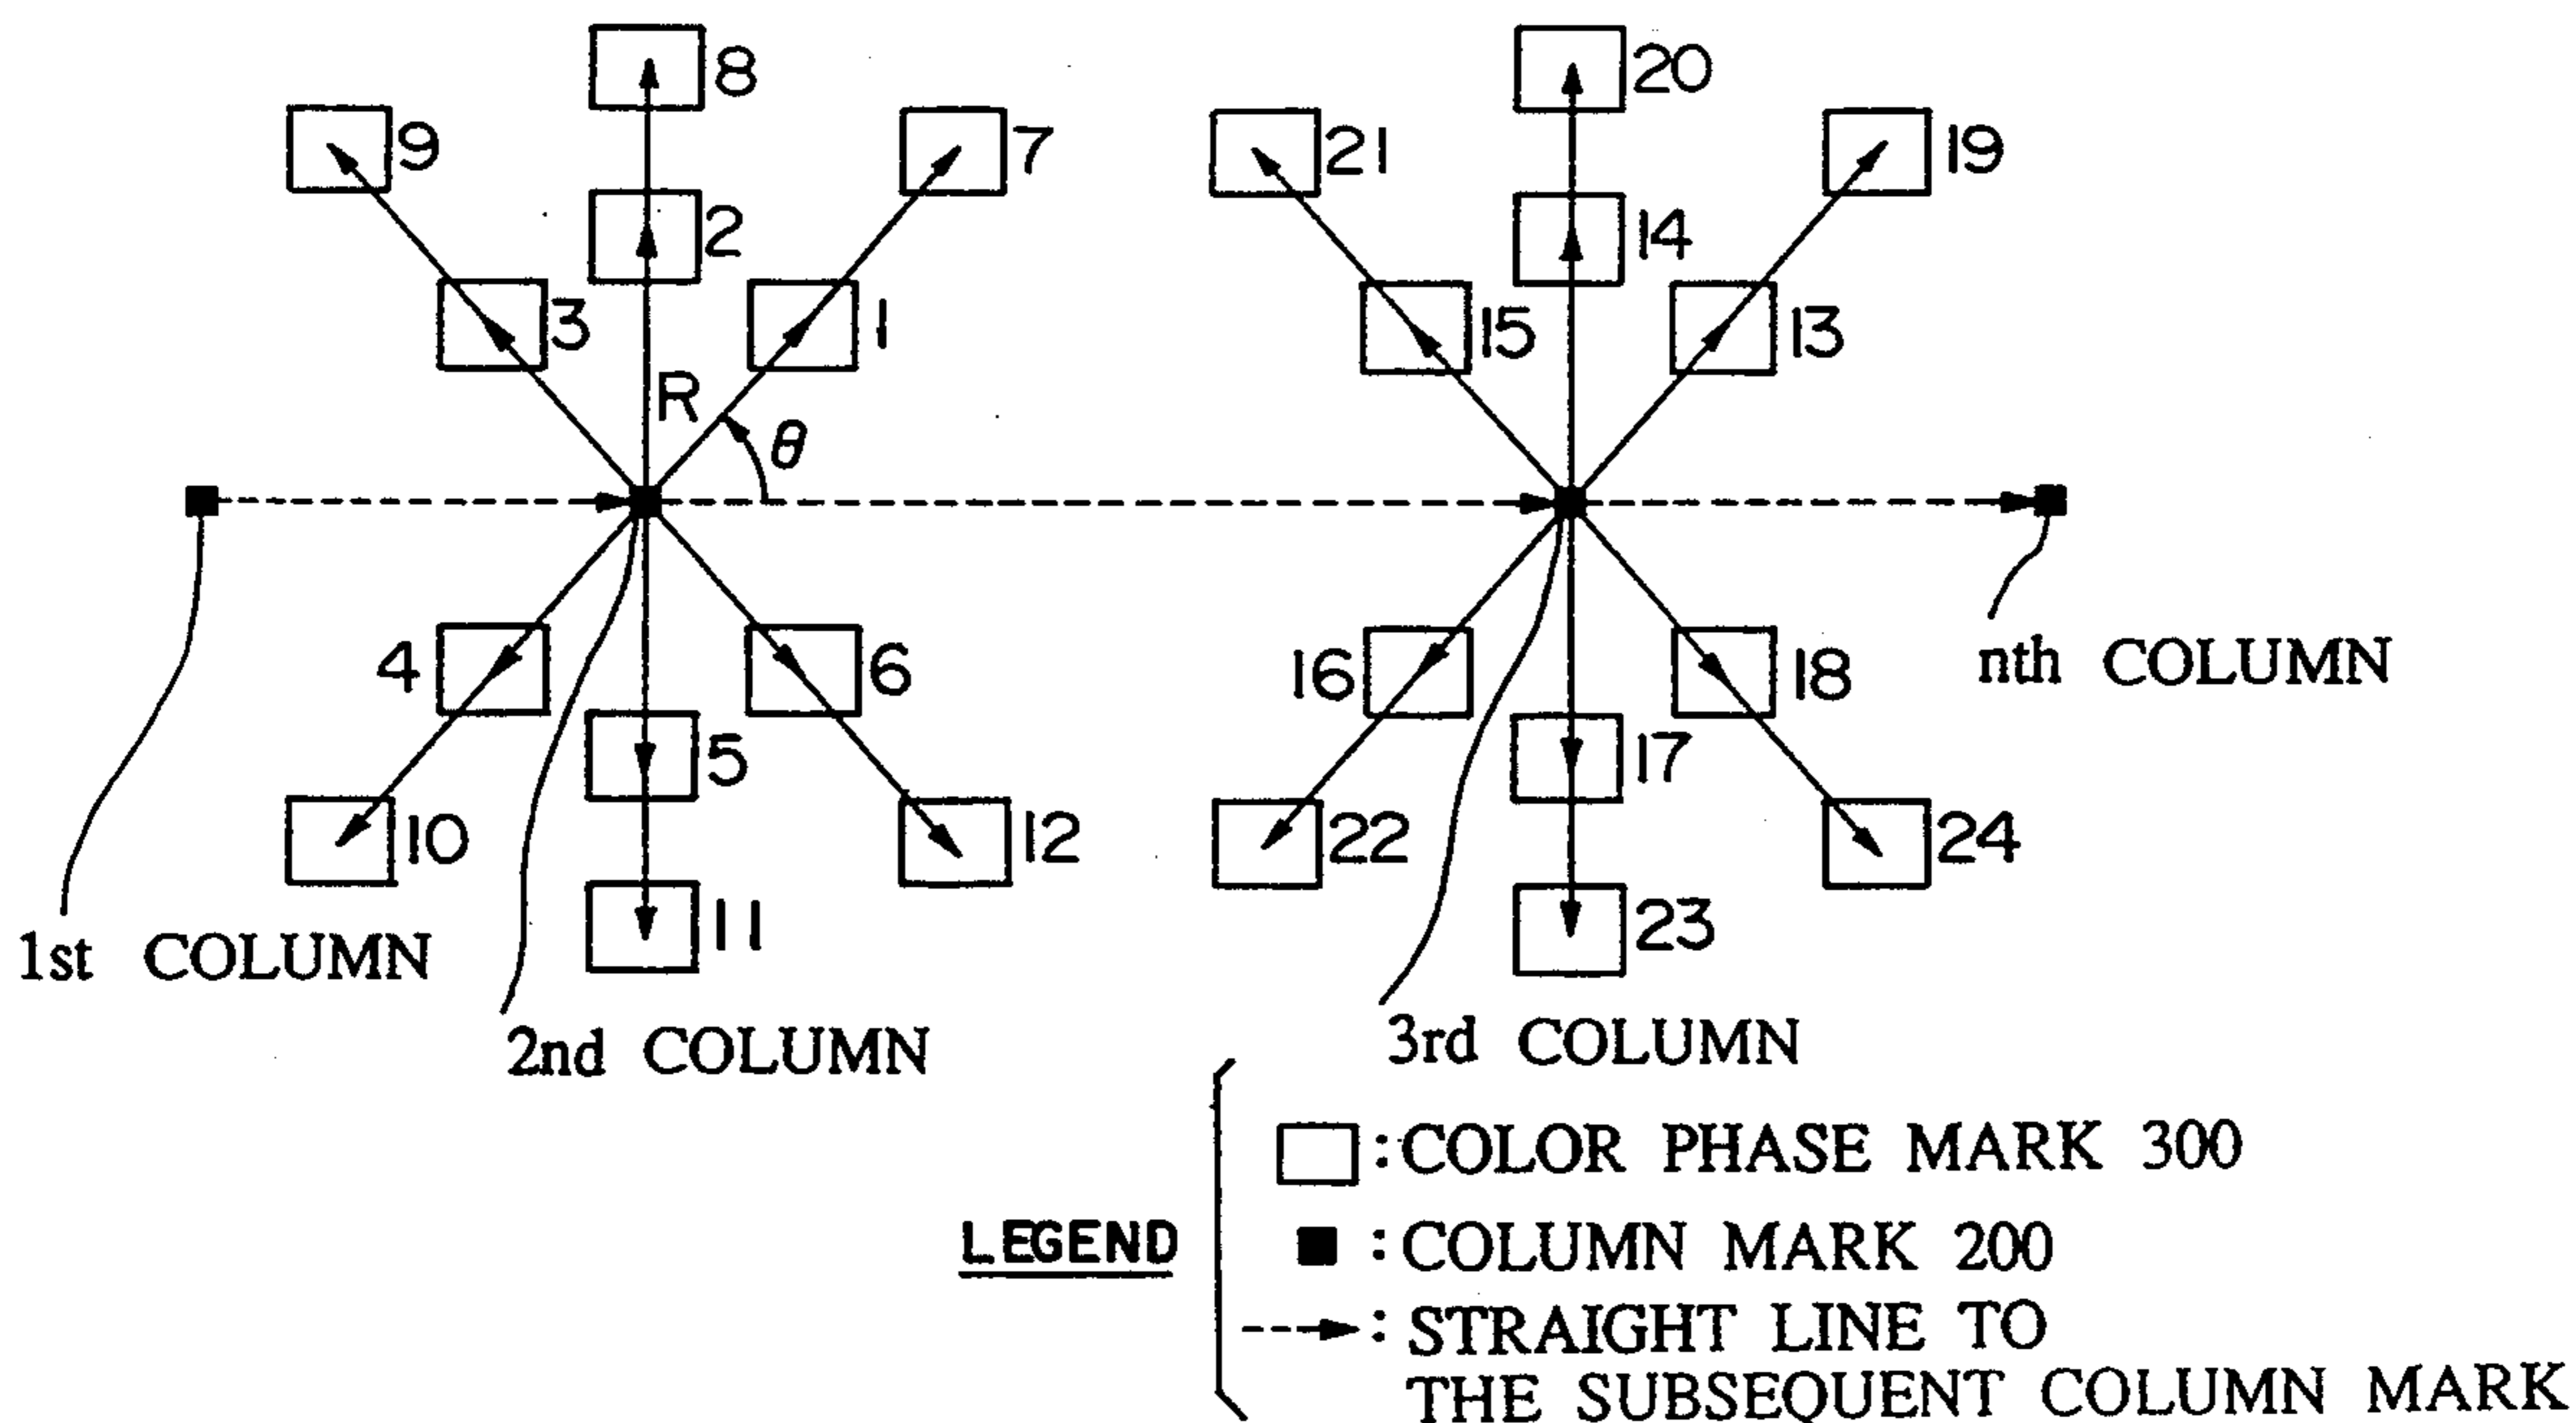 8
20
9
7
21
19
2
14
3
1
15
13
R
θ
4
6
16
18
nth COLUMN
5
17
10
12
22
24
11
23
1st COLUMN
2nd COLUMN
3rd COLUMN
LEGEND
: COLOR PHASE MARK 300
: COLUMN MARK 200
: STRAIGHT LINE TO
THE SUBSEQUENT COLUMN MARK